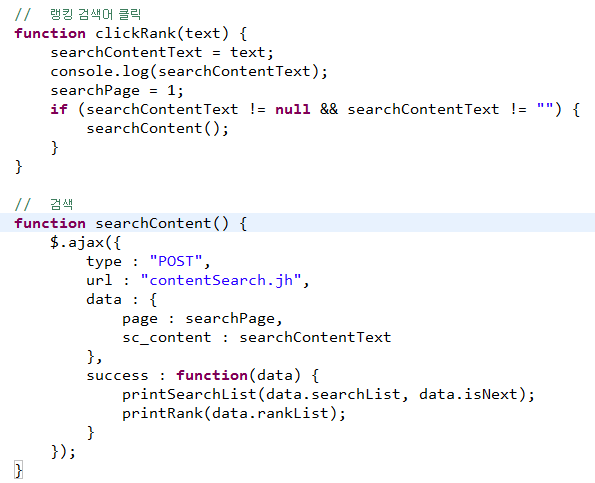 //  랭킹 검색어 클릭
function clickRank(text) {
    searchContentText = text;
    console.log(searchContentText);
    searchPage = 1;
    if (searchContentText != null && searchContentText != "") {
        searchContent();
    }
}

//  검색
function searchContent() {
    $.ajax({
        type : "POST",
        url : "contentSearch.jh",
        data : {
            page : searchPage,
            sc_content : searchContentText
        },
        success : function(data) {
            printSearchList(data.searchList, data.isNext);
            printRank(data.rankList);
        }
    });
}